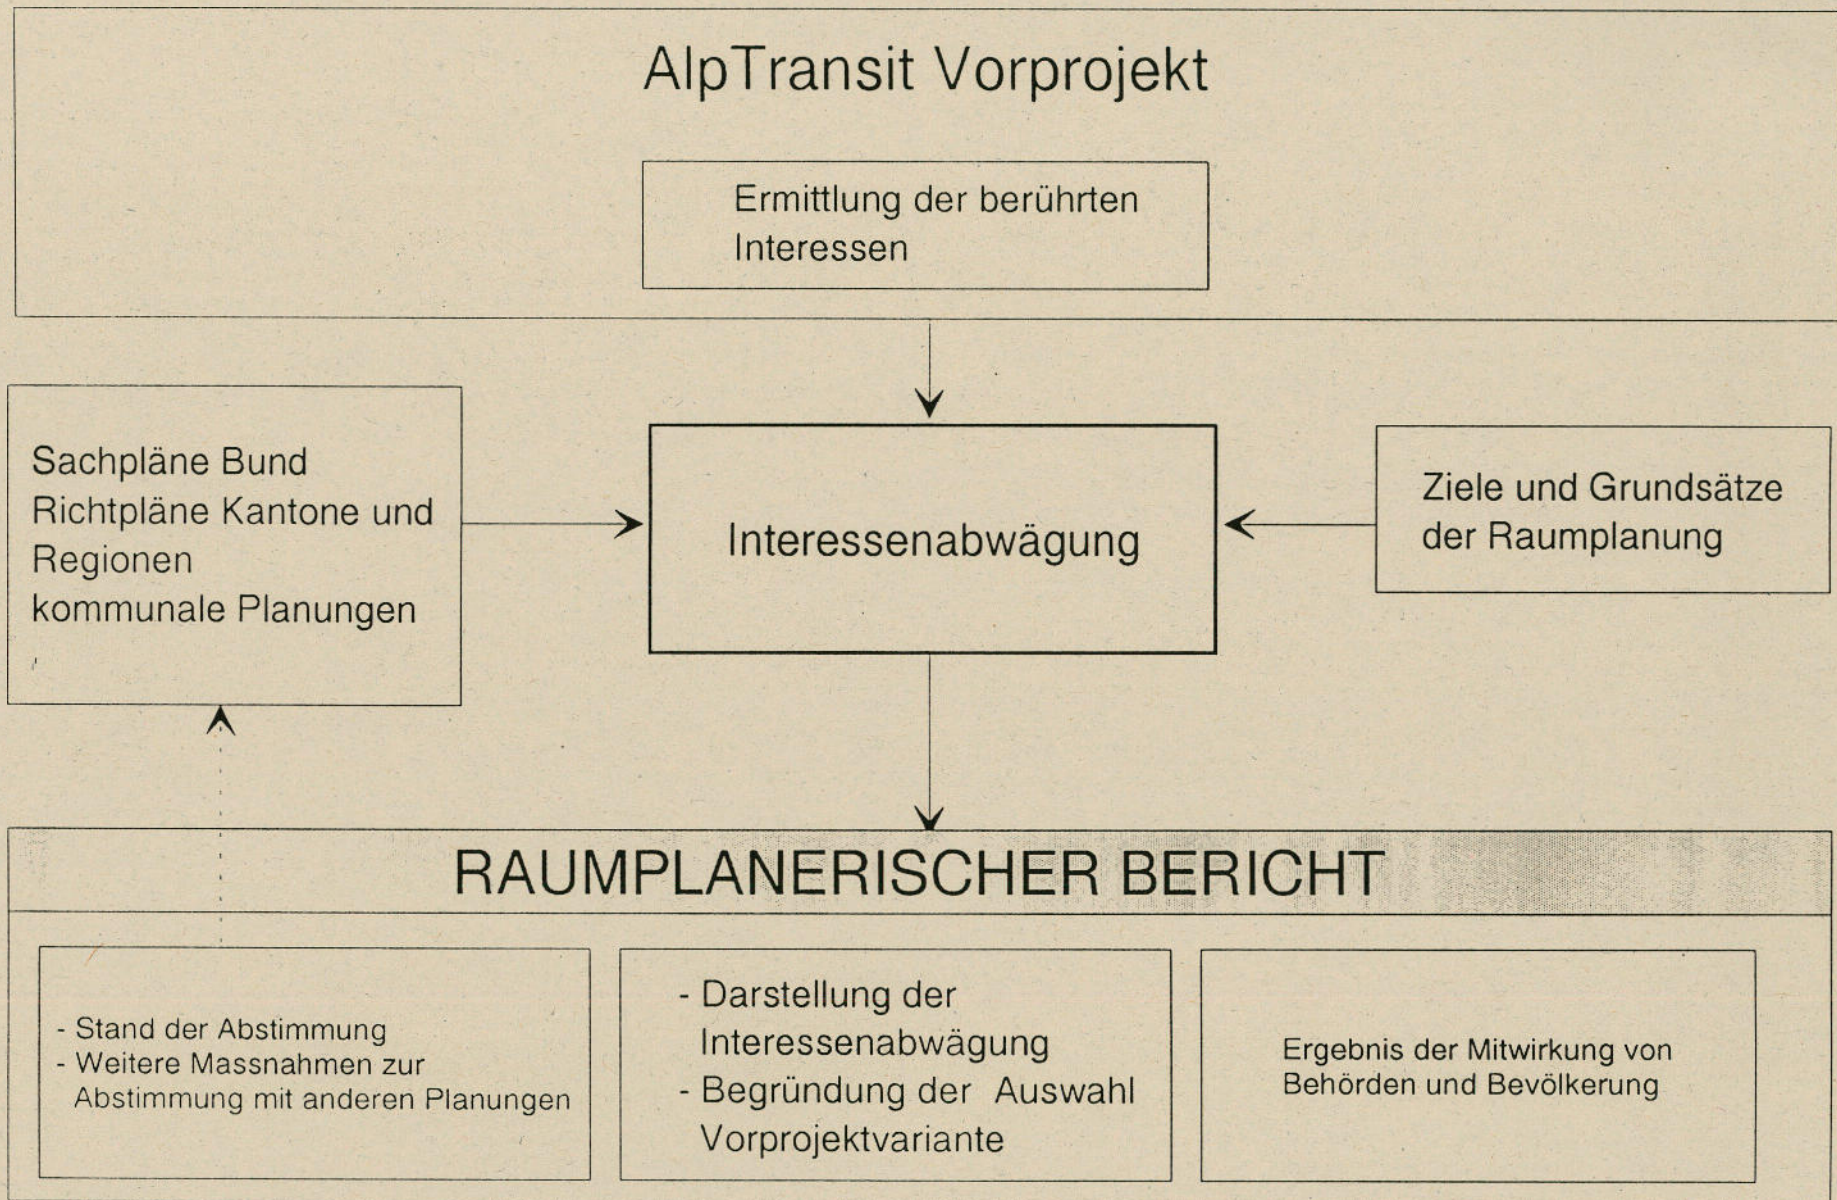 AlpTransit Vorprojekt
Ermittlung der berührten
Interessen
Sachpläne Bund
Richtpläne Kantone und
Regionen
kommunale Planungen
Interessenabwägung
Ziele und Grundsätze
der Raumplanung
RAUMPLANERISCHER BERICHT
- Stand der Abstimmung
- Weitere Massnahmen zur
Abstimmung mit anderen Planungen
- Darstellung der
Interessenabwägung
- Begründung der Auswahl
Vorprojektvariante
Ergebnis der Mitwirkung von
Behörden und Bevölkerung